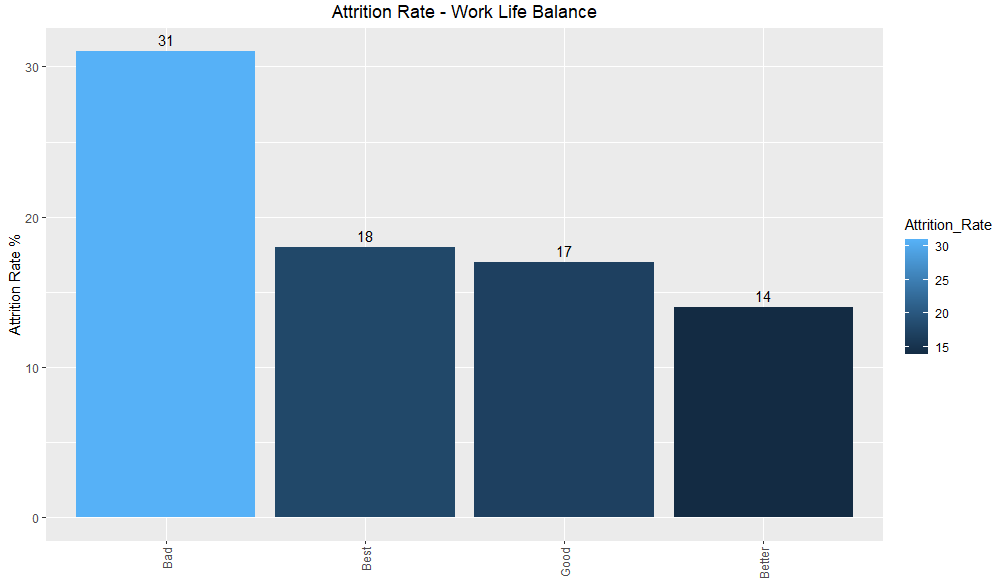 Attrition Rate - Work Life Balance
Attrition Rate %
30
20
10
0
31
18
17
14
Bad
Best
Good
Better
Attrition_Rate
30
25
20
15